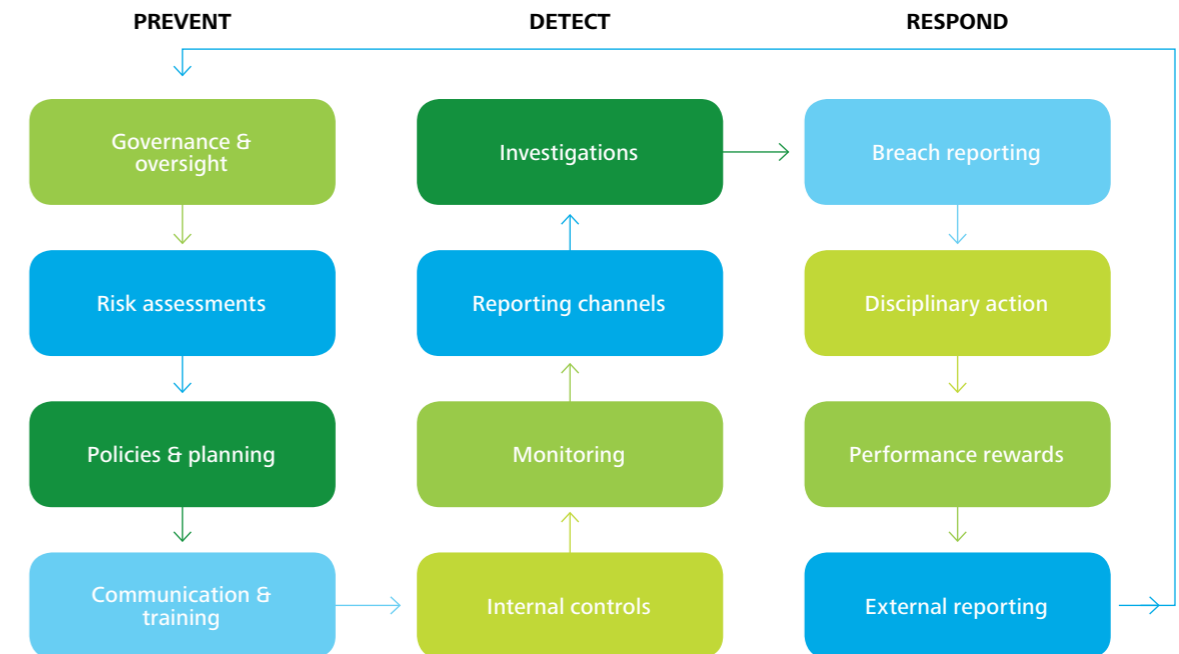 PREVENT
DETECT
RESPOND
Governance &
oversight
Investigations
Breach reporting
Risk assessments
Reporting channels
Disciplinary action
Policies & planning
Monitoring
Performance rewards
Communication &
training
Internal controls
External reporting